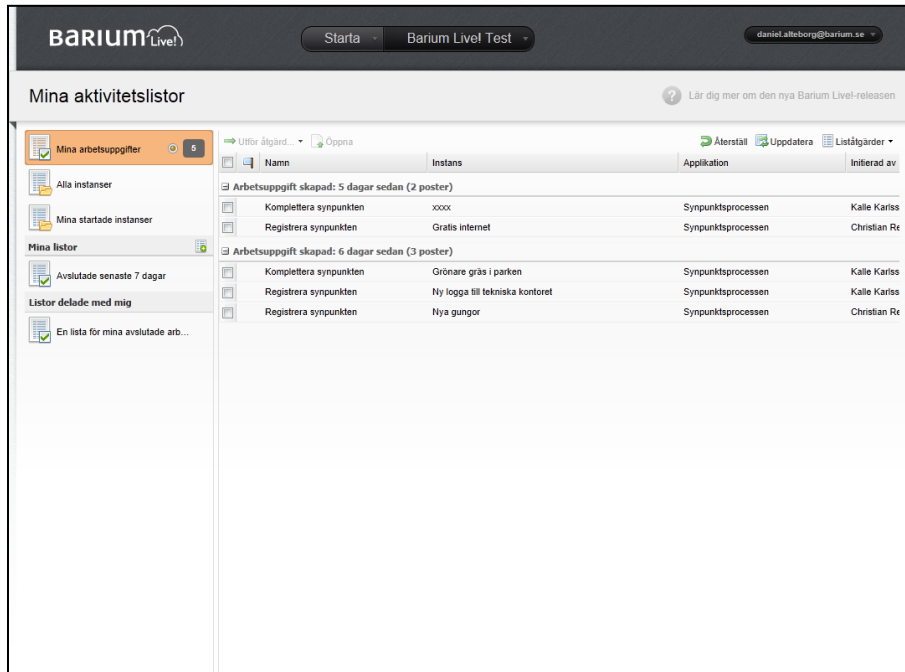 BARIUM Live!
Starta
Barium Live! Test
daniel.alteborg@barium.se
Mina aktivitetslistor
? Lär dig mer om den nya Barium Live!-releasen
Mina arbetsuppgifter 5
Alla instanser
Mina startade instanser
Mina listor
Avslutade senaste 7 dagar
Listor delade med mig
En lista för mina avslutade arb...
Utför åtgärd... Öppna Återställ Uppdatera Liståtgärder
Namn Instans Applikation Initierad av
Arbetsuppgift skapad: 5 dagar sedan (2 poster)
Komplettera synpunkten xxxx Synpunktsprocessen Kalle Karlss
Registrera synpunkten Gratis internet Synpunktsprocessen Christian Re
Arbetsuppgift skapad: 6 dagar sedan (3 poster)
Komplettera synpunkten Grönare gräs i parken Synpunktsprocessen Kalle Karlss
Registrera synpunkten Ny logga till tekniska kontoret Synpunktsprocessen Kalle Karlss
Registrera synpunkten Nya gungor Synpunktsprocessen Christian Re